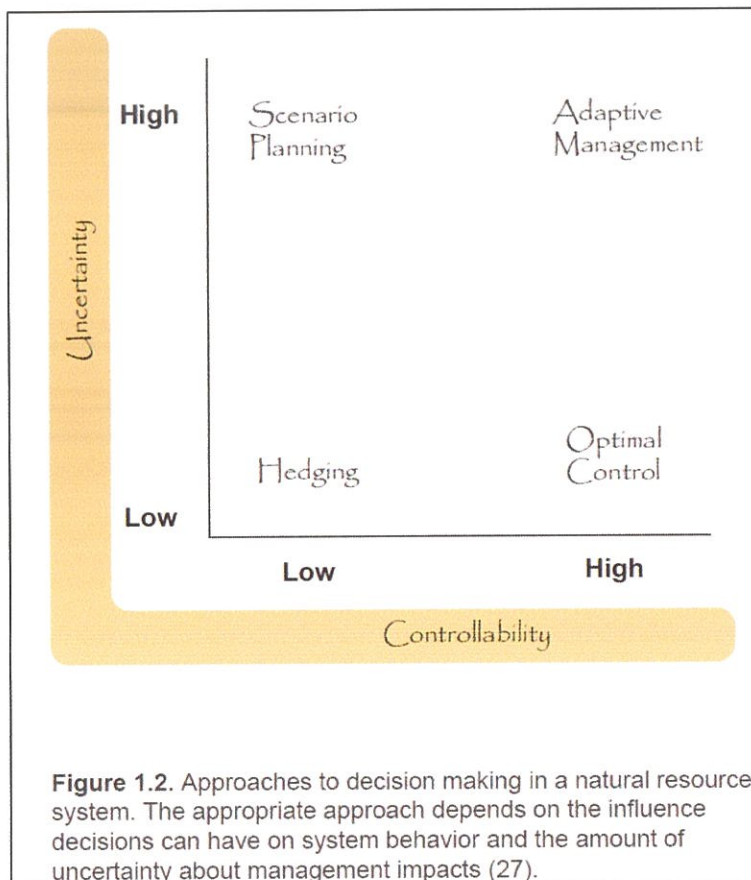 High
Scenario
Planning
Adaptive
Management
Uncertainty
Hedging
Optimal
Control
Low
Low
High
Controllability
Figure 1.2. Approaches to decision making in a natural resource
system. The appropriate approach depends on the influence
decisions can have on system behavior and the amount of
uncertainty about management impacts (27).